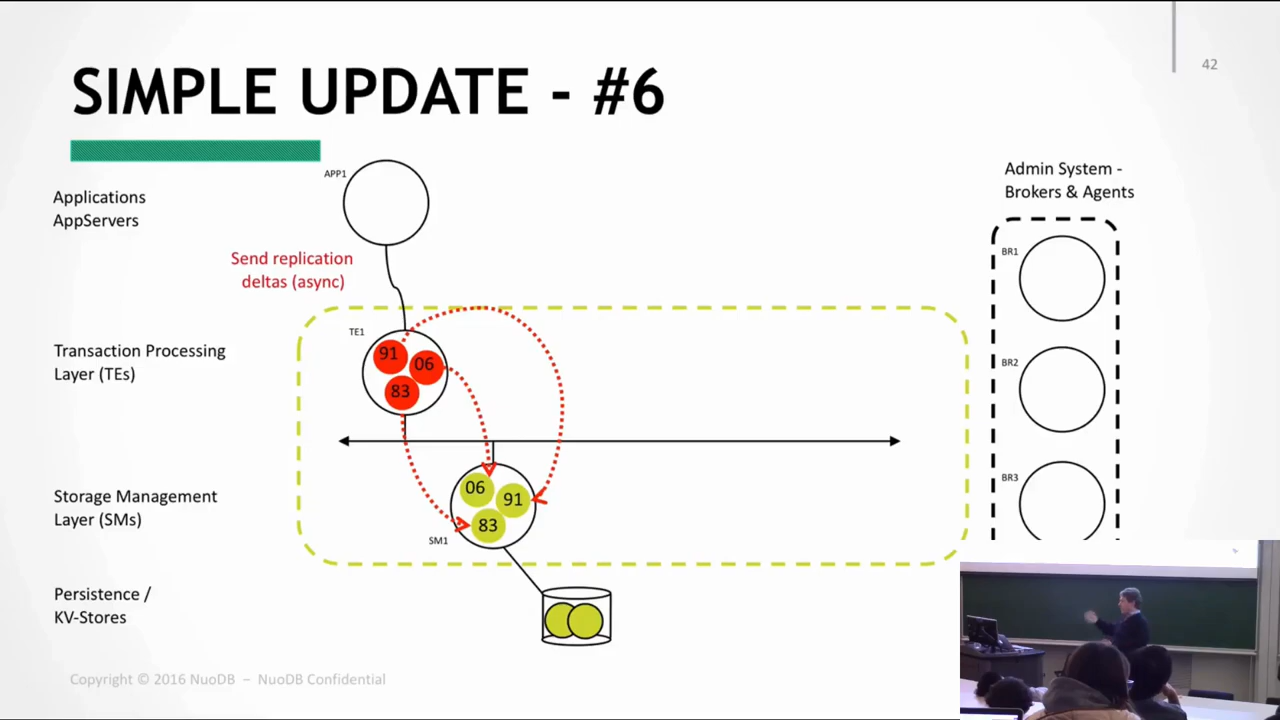 42
SIMPLE UPDATE - #6
Applications
AppServers
APP1
Admin System -
Brokers & Agents
Send replication
deltas (async)
BR1
Transaction Processing
Layer (TEs)
TE1
91
06
83
BR2
Storage Management
Layer (SMs)
06
91
83
SM1
BR3
Persistence /
KV-Stores
Copyright © 2016 NuoDB – NuoDB Confidential